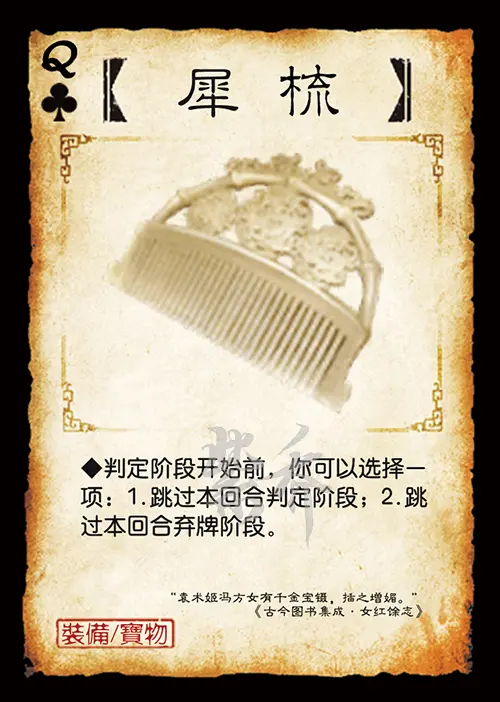 Q
【犀梳】
◆判定阶段开始前,你可以选择一
项:1.跳过本回合判定阶段;2.跳
过本回合弃牌阶段。
“袁术姬冯方女有千金宝镊,插之增媚。”
《古今图书集成·女红馀志》
裝備/寶物